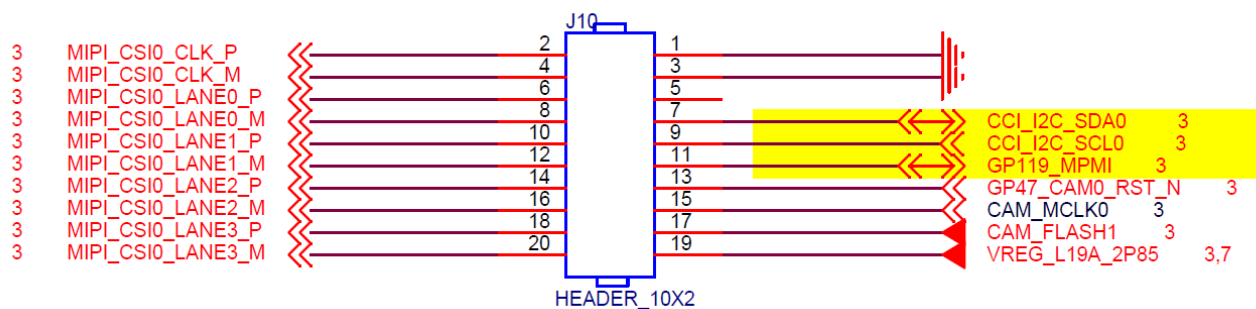 J10
3 MIPI_CSI0_CLK_P 2 1
3 MIPI_CSI0_CLK_M 4 3
3 MIPI_CSI0_LANE0_P 6 5
3 MIPI_CSI0_LANE0_M 8 7 CCI_I2C_SDA0 3
3 MIPI_CSI0_LANE1_P 10 9 CCI_I2C_SCL0 3
3 MIPI_CSI0_LANE1_M 12 11 GP119_MPMI 3
3 MIPI_CSI0_LANE2_P 14 13 GP47_CAM0_RST_N 3
3 MIPI_CSI0_LANE2_M 16 15 CAM_MCLK0 3
3 MIPI_CSI0_LANE3_P 18 17 CAM_FLASH1 3
3 MIPI_CSI0_LANE3_M 20 19 VREG_L19A_2P85 3,7
HEADER_10X2